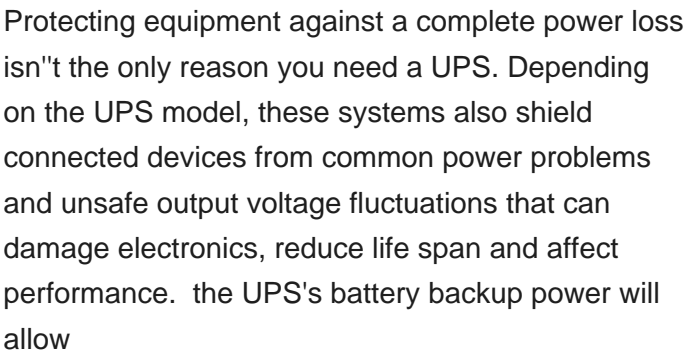 Protecting equipment against a complete power loss
isn''t the only reason you need a UPS. Depending
on the UPS model, these systems also shield
connected devices from common power problems
and unsafe output voltage fluctuations that can
damage electronics, reduce life span and affect
performance.  the UPS's battery backup power will
allow